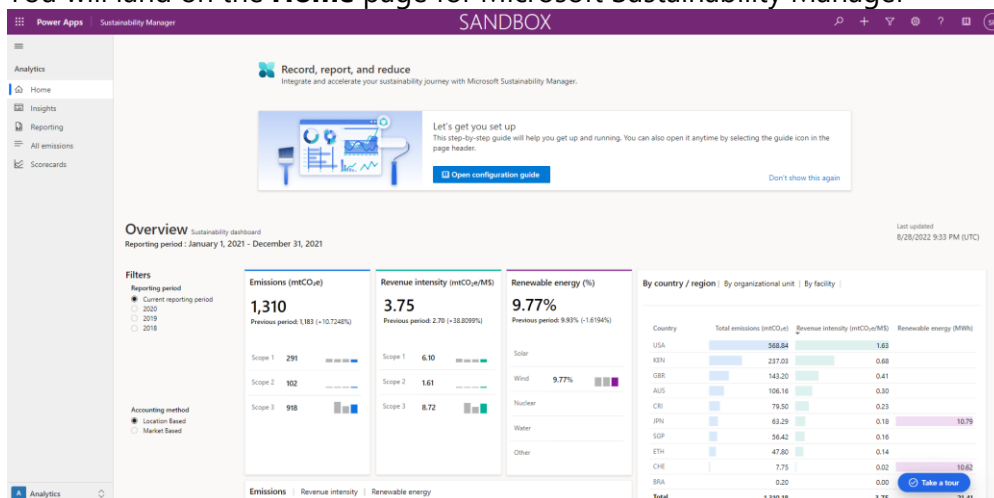 You will land on the Home page for Microsoft Sustainability Manager
Power Apps Sustainability Manager SANDBOX
Analytics
Home
Insights
Reporting
All emissions
Scorecards
Record, report, and reduce
Integrate and accelerate your sustainability journey with Microsoft Sustainability Manager.
Let's get you set up
This step-by-step guide will help you get up and running. You can also open it anytime by selecting the guide icon in the
page header.
Open configuration guide
Don't show this again
Overview Sustainability dashboard
Reporting period : January 1, 2021 - December 31, 2021
Last updated
8/28/2022 9:33 PM (UTC)
Filters
Reporting period
Current reporting period
2020
2019
2018
Accounting method
Location Based
Market Based
Emissions (mtCO₂e)
1,310
Previous period: 1,183 (+10.7248%)
Scope 1 291
Scope 2 102
Scope 3 918
Revenue intensity (mtCO₂e/M$)
3.75
Previous period: 2.70 (+38.8099%)
Scope 1 6.10
Scope 2 1.61
Scope 3 8.72
Renewable energy (%)
9.77%
Previous period: 9.93% (-1.6194%)
Solar
Wind 9.77%
Nuclear
Water
Other
By country / region | By organizational unit | By facility |
Country Total emissions (mtCO₂e) Revenue intensity (mtCO₂e/M$) Renewable energy (MWh)
USA 568.84 1.63
KEN 237.03 0.68
GBR 143.20 0.41
AUS 106.16 0.30
CRI 79.50 0.23
JPN 63.29 0.18 10.79
SGP 56.42 0.16
ETH 47.80 0.14
CHE 7.75 0.02 10.62
BRA 0.20 0.00
Total 1,310.18 3.75 21.41
Take a tour
Emissions | Revenue intensity | Renewable energy
A Analytics